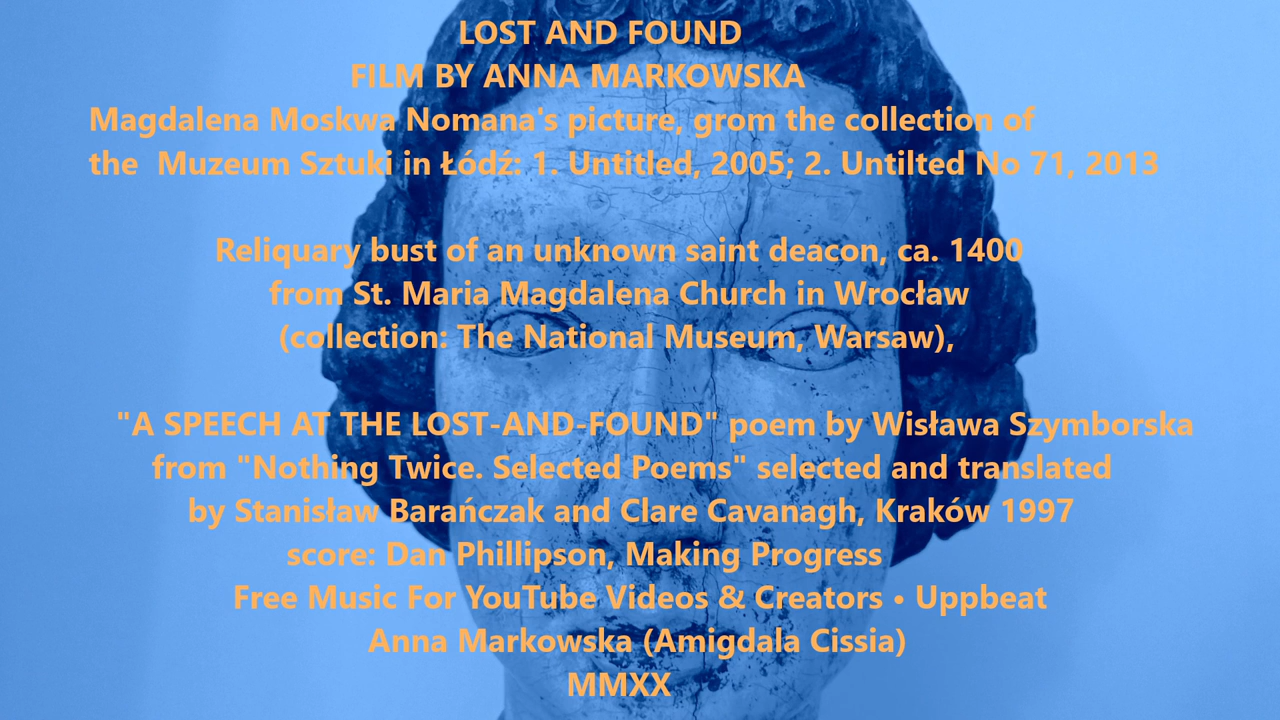 LOST AND FOUND
FILM BY ANNA MARKOWSKA
Magdalena Moskwa Nomana's picture, grom the collection of
the Muzeum Sztuki in Łódź: 1. Untitled, 2005; 2. Untilted No 71, 2013
Reliquary bust of an unknown saint deacon, ca. 1400
from St. Maria Magdalena Church in Wrocław
(collection: The National Museum, Warsaw),
"A SPEECH AT THE LOST-AND-FOUND" poem by Wisława Szymborska
from "Nothing Twice. Selected Poems" selected and translated
by Stanisław Barańczak and Clare Cavanagh, Kraków 1997
score: Dan Phillipson, Making Progress
Free Music For YouTube Videos & Creators • Uppbeat
Anna Markowska (Amigdala Cissia)
MMXX